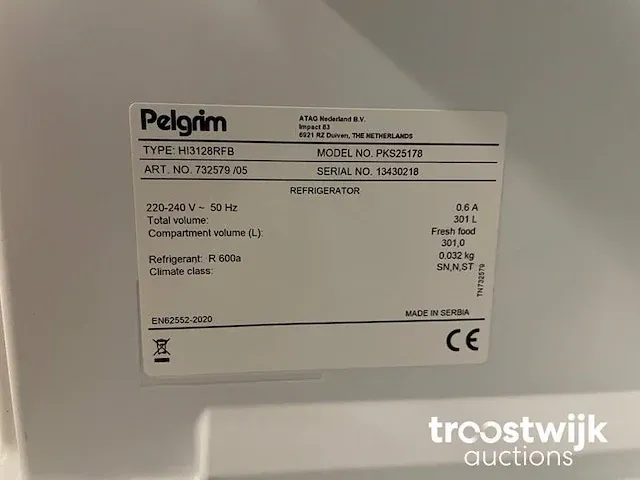 Pelgrim
ATAG Nederland B.V.
Impact 83
6921 RZ Duiven, THE NETHERLANDS
TYPE: HI3128RFB MODEL NO. PKS25178
ART. NO. 732579 /05 SERIAL NO. 13430218
REFRIGERATOR
220-240 V ~ 50 Hz 0.6 A
Total volume: 301 L
Compartment volume (L): Fresh food
301,0
Refrigerant: R 600a 0.032 kg
Climate class: SN,N,ST
TN732579
EN62552-2020 MADE IN SERBIA
CE
troostwijk
auctions